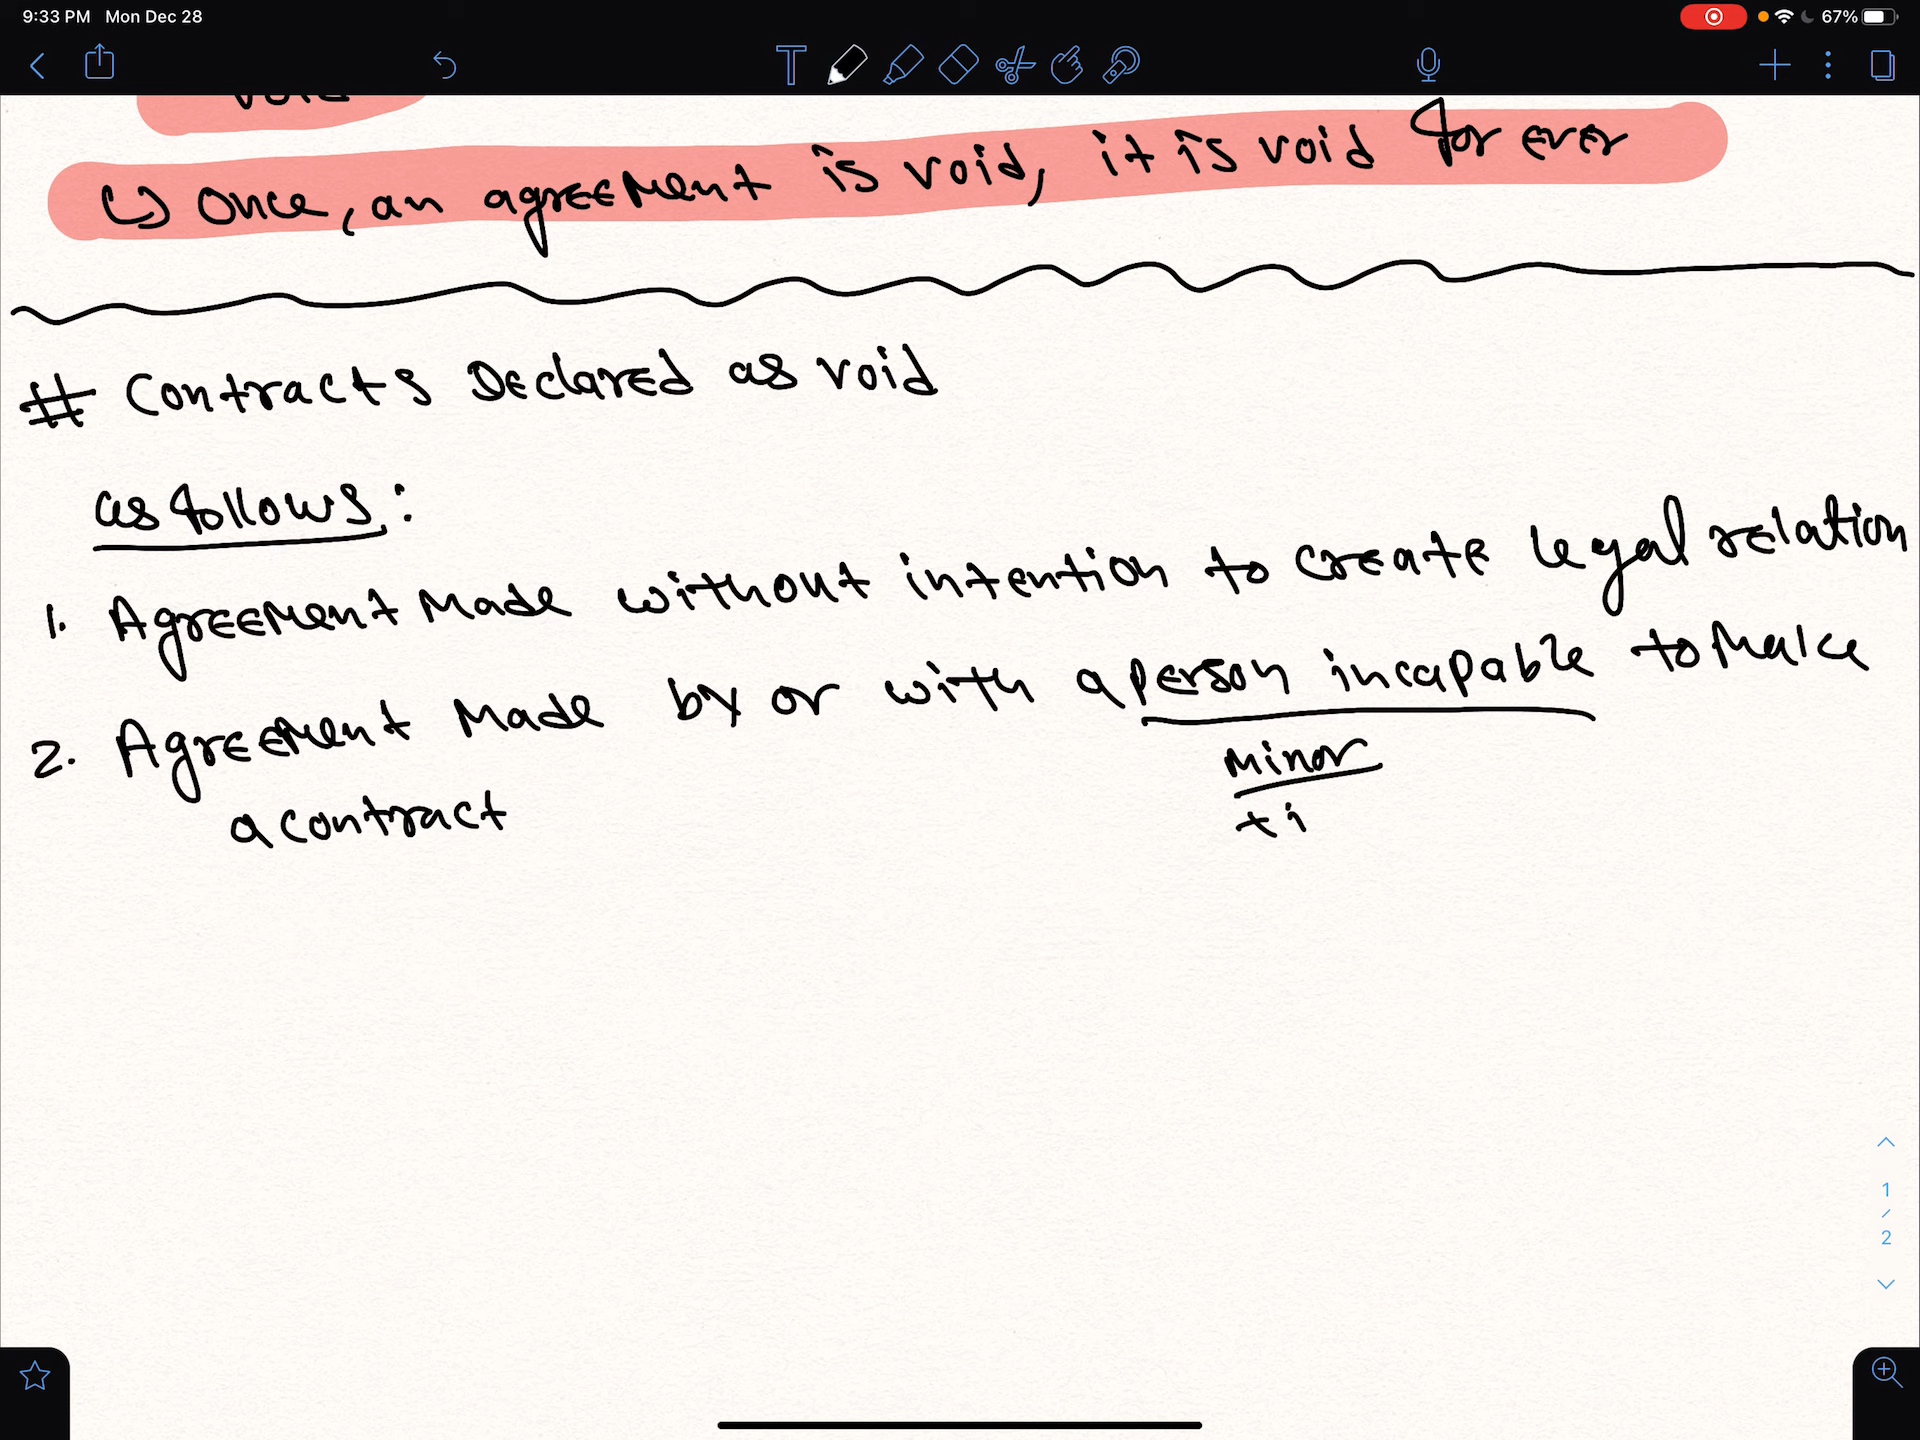 9:33 PM Mon Dec 28
67%
↳ Once, an agreement is void, it is void for ever
# Contracts Declared as void
as follows:
1. Agreement Made without intention to create legal relation
2. Agreement Made by or with a person incapable to Make
Minor
a contract
ti
1
2